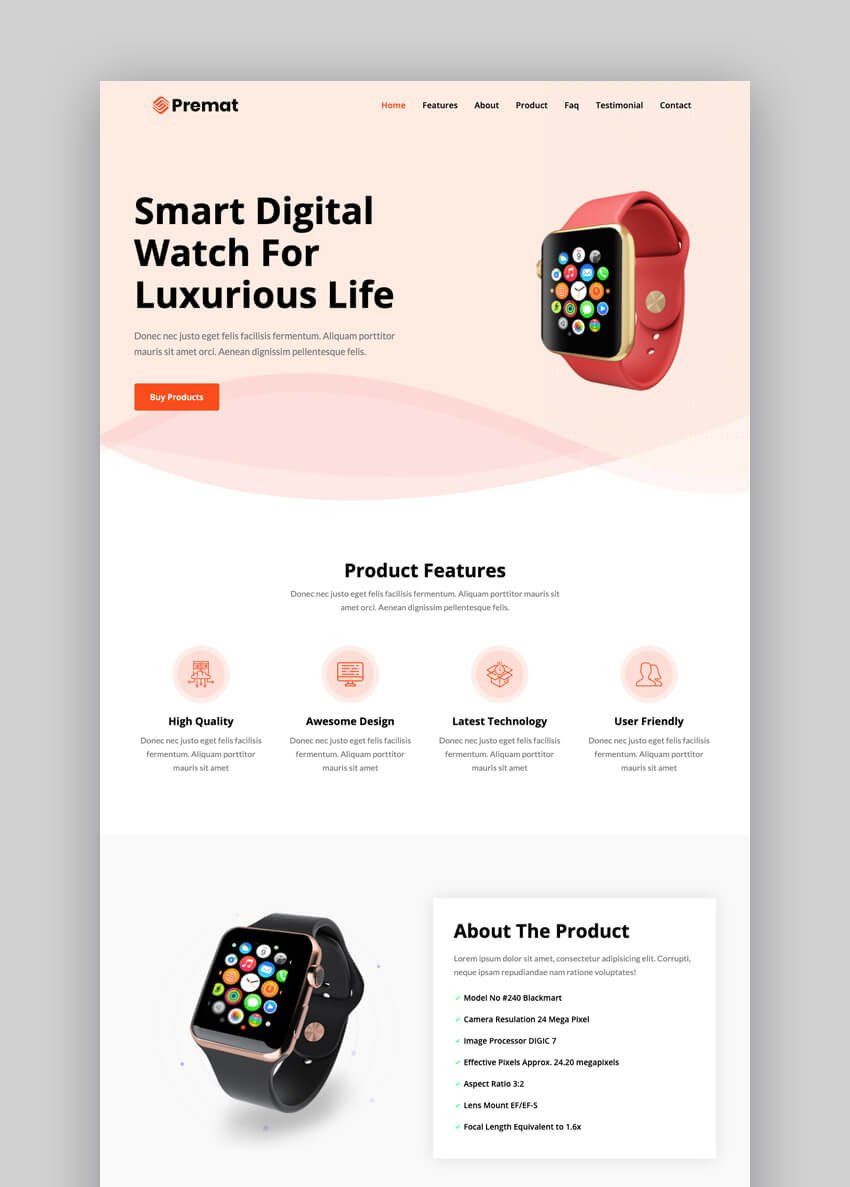 Premat
Home Features About Product Faq Testimonial Contact
Smart Digital
Watch For
Luxurious Life
Donec nec justo eget felis facilisis fermentum. Aliquam porttitor
mauris sit amet orci. Aenean dignissim pellentesque felis.
Buy Products
Product Features
Donec nec justo eget felis facilisis fermentum. Aliquam porttitor mauris sit
amet orci. Aenean dignissim pellentesque felis.
High Quality
Donec nec justo eget felis facilisis
fermentum. Aliquam porttitor
mauris sit amet
Awesome Design
Donec nec justo eget felis facilisis
fermentum. Aliquam porttitor
mauris sit amet
Latest Technology
Donec nec justo eget felis facilisis
fermentum. Aliquam porttitor
mauris sit amet
User Friendly
Donec nec justo eget felis facilisis
fermentum. Aliquam porttitor
mauris sit amet
About The Product
Lorem ipsum dolor sit amet, consectetur adipisicing elit. Corrupti,
neque ipsam repudiandae nam ratione voluptates!
Model No #240 Blackmart
Camera Resulation 24 Mega Pixel
Image Processor DIGIC 7
Effective Pixels Approx. 24.20 megapixels
Aspect Ratio 3:2
Lens Mount EF/EF-S
Focal Length Equivalent to 1.6x